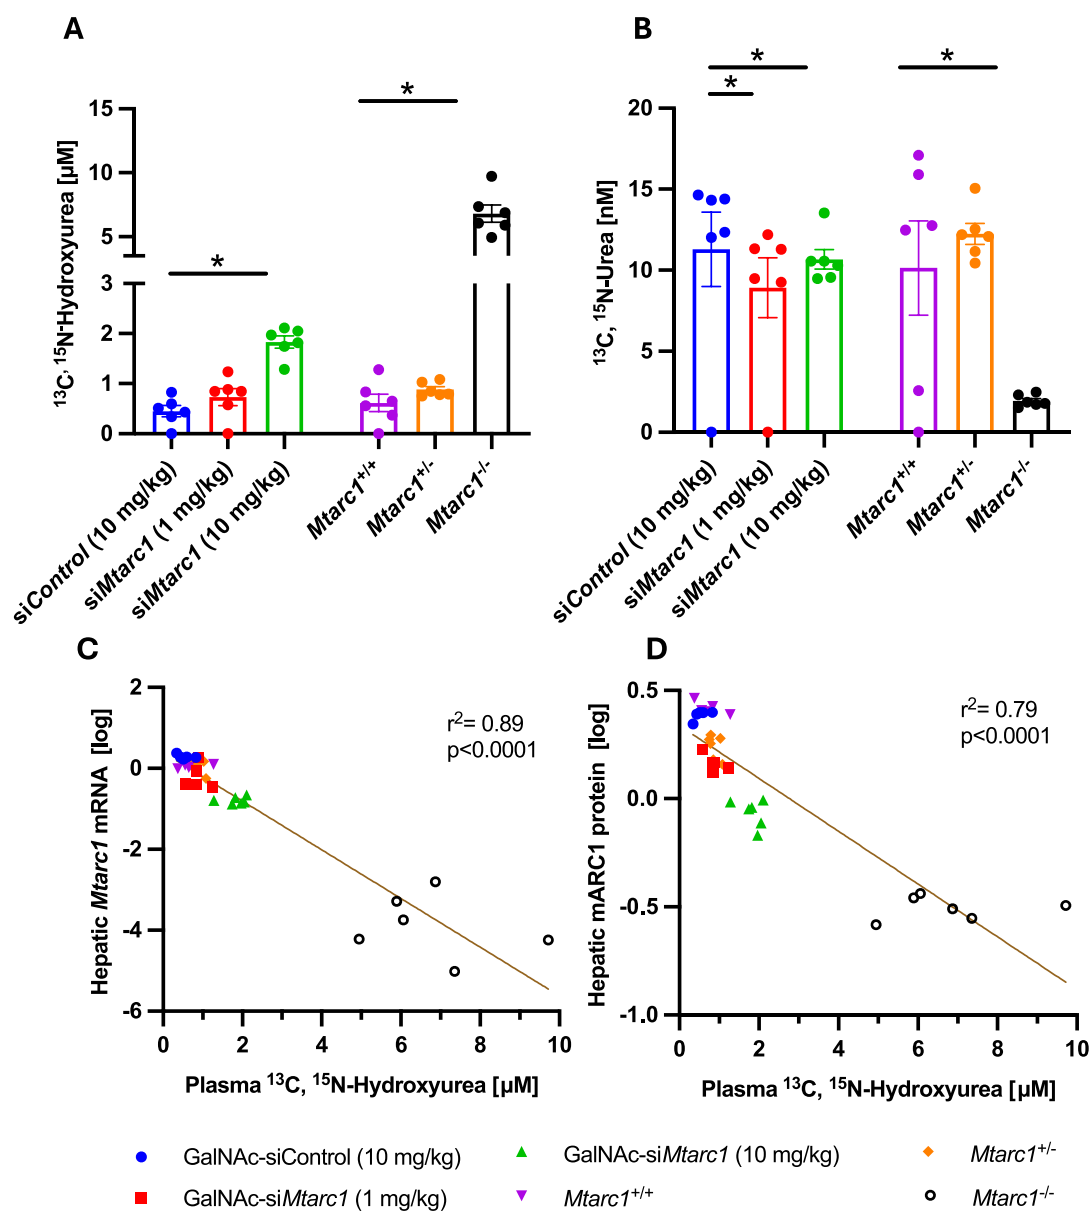 A
B
*
*
*
*
*
¹³C, ¹⁵N-Hydroxyurea [µM]
15
10
5
3
2
1
0
¹³C, ¹⁵N-Urea [nM]
20
15
10
5
0
siControl (10 mg/kg)
siMtarc1 (1 mg/kg)
siMtarc1 (10 mg/kg)
Mtarc1⁺/⁺
Mtarc1⁺/⁻
Mtarc1⁻/⁻
siControl (10 mg/kg)
siMtarc1 (1 mg/kg)
siMtarc1 (10 mg/kg)
Mtarc1⁺/⁺
Mtarc1⁺/⁻
Mtarc1⁻/⁻
C
D
Hepatic Mtarc1 mRNA [log]
2
0
-2
-4
-6
r²= 0.89
p<0.0001
0 2 4 6 8 10
Plasma ¹³C, ¹⁵N-Hydroxyurea [µM]
Hepatic mARC1 protein [log]
0.5
0.0
-0.5
-1.0
r²= 0.79
p<0.0001
0 2 4 6 8 10
Plasma ¹³C, ¹⁵N-Hydroxyurea [µM]
GalNAc-siControl (10 mg/kg)
GalNAc-siMtarc1 (10 mg/kg)
Mtarc1⁺/⁻
GalNAc-siMtarc1 (1 mg/kg)
Mtarc1⁺/⁺
Mtarc1⁻/⁻